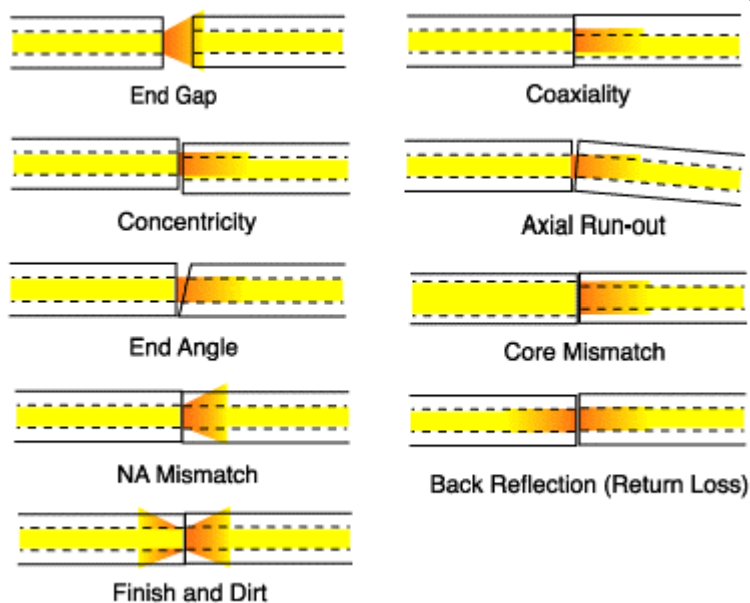 End Gap
Coaxiality
Concentricity
Axial Run-out
End Angle
Core Mismatch
NA Mismatch
Back Reflection (Return Loss)
Finish and Dirt